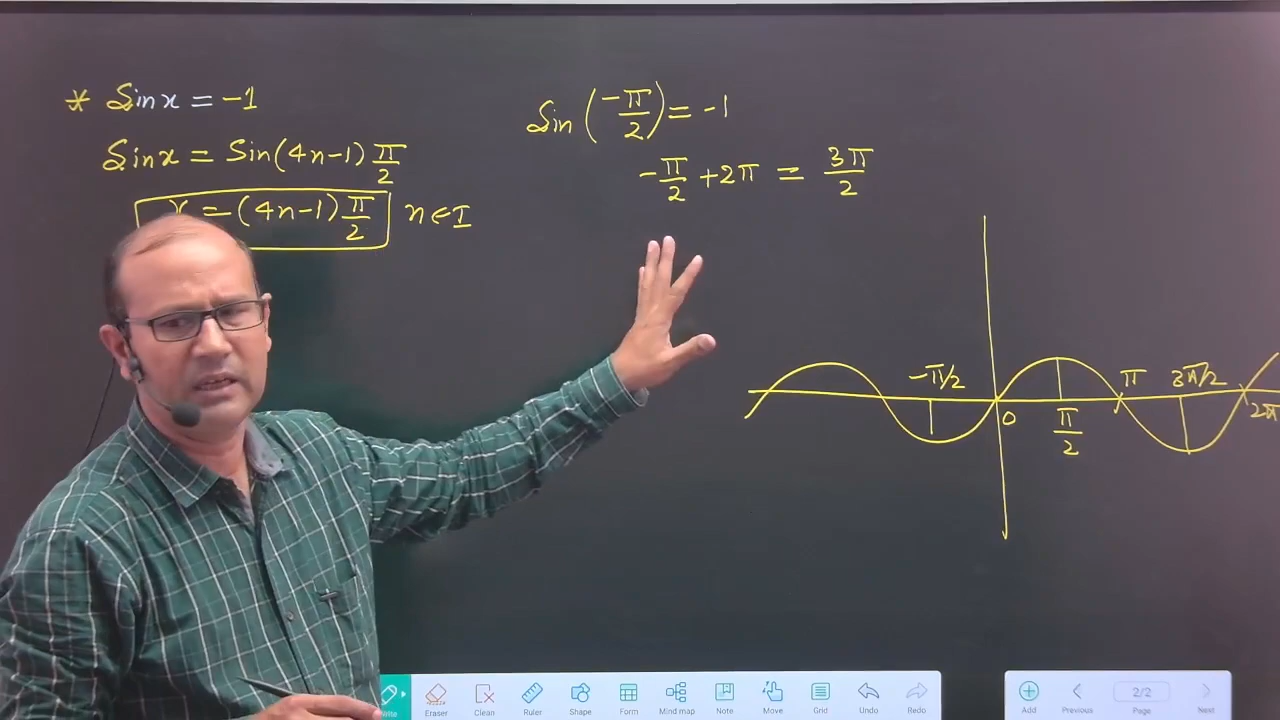 * Sinx = -1
Sinx = Sin(4n-1) π/2
x = (4n-1) π/2 n∈I
Sin(-π/2) = -1
-π/2 + 2π = 3π/2
-π/2
0
π/2
π
3π/2
2π
Write
Eraser
Clean
Ruler
Shape
Form
Mind map
Note
Move
Grid
Undo
Redo
Add
Previous
2/2
Page
Next